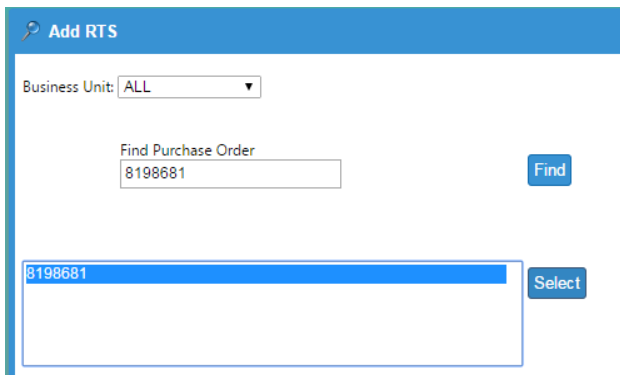 Add RTS
Business Unit: ALL
Find Purchase Order
8198681
Find
8198681
Select